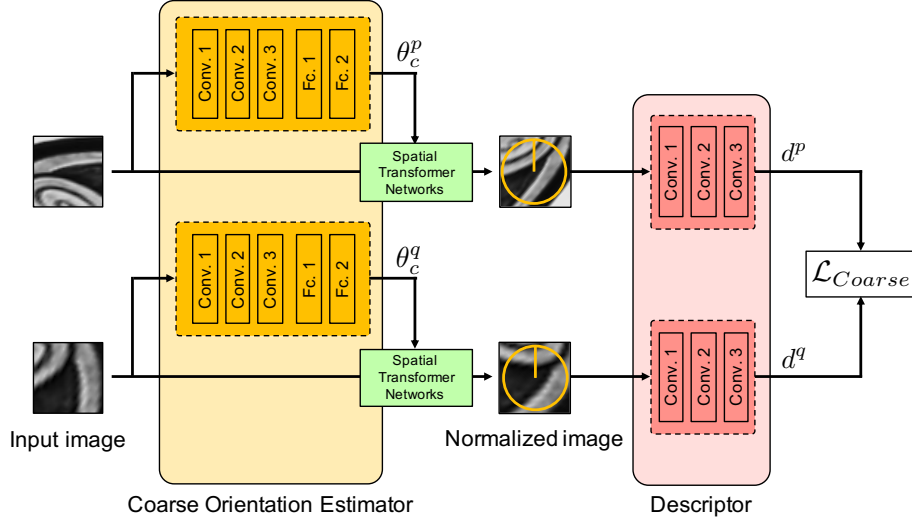 Conv. 1
Conv. 2
Conv. 3
Fc. 1
Fc. 2
θ_c^p
Spatial
Transformer
Networks
Conv. 1
Conv. 2
Conv. 3
d^p
Conv. 1
Conv. 2
Conv. 3
Fc. 1
Fc. 2
θ_c^q
Spatial
Transformer
Networks
ℒ_{Coarse}
Conv. 1
Conv. 2
Conv. 3
d^q
Input image
Normalized image
Coarse Orientation Estimator
Descriptor